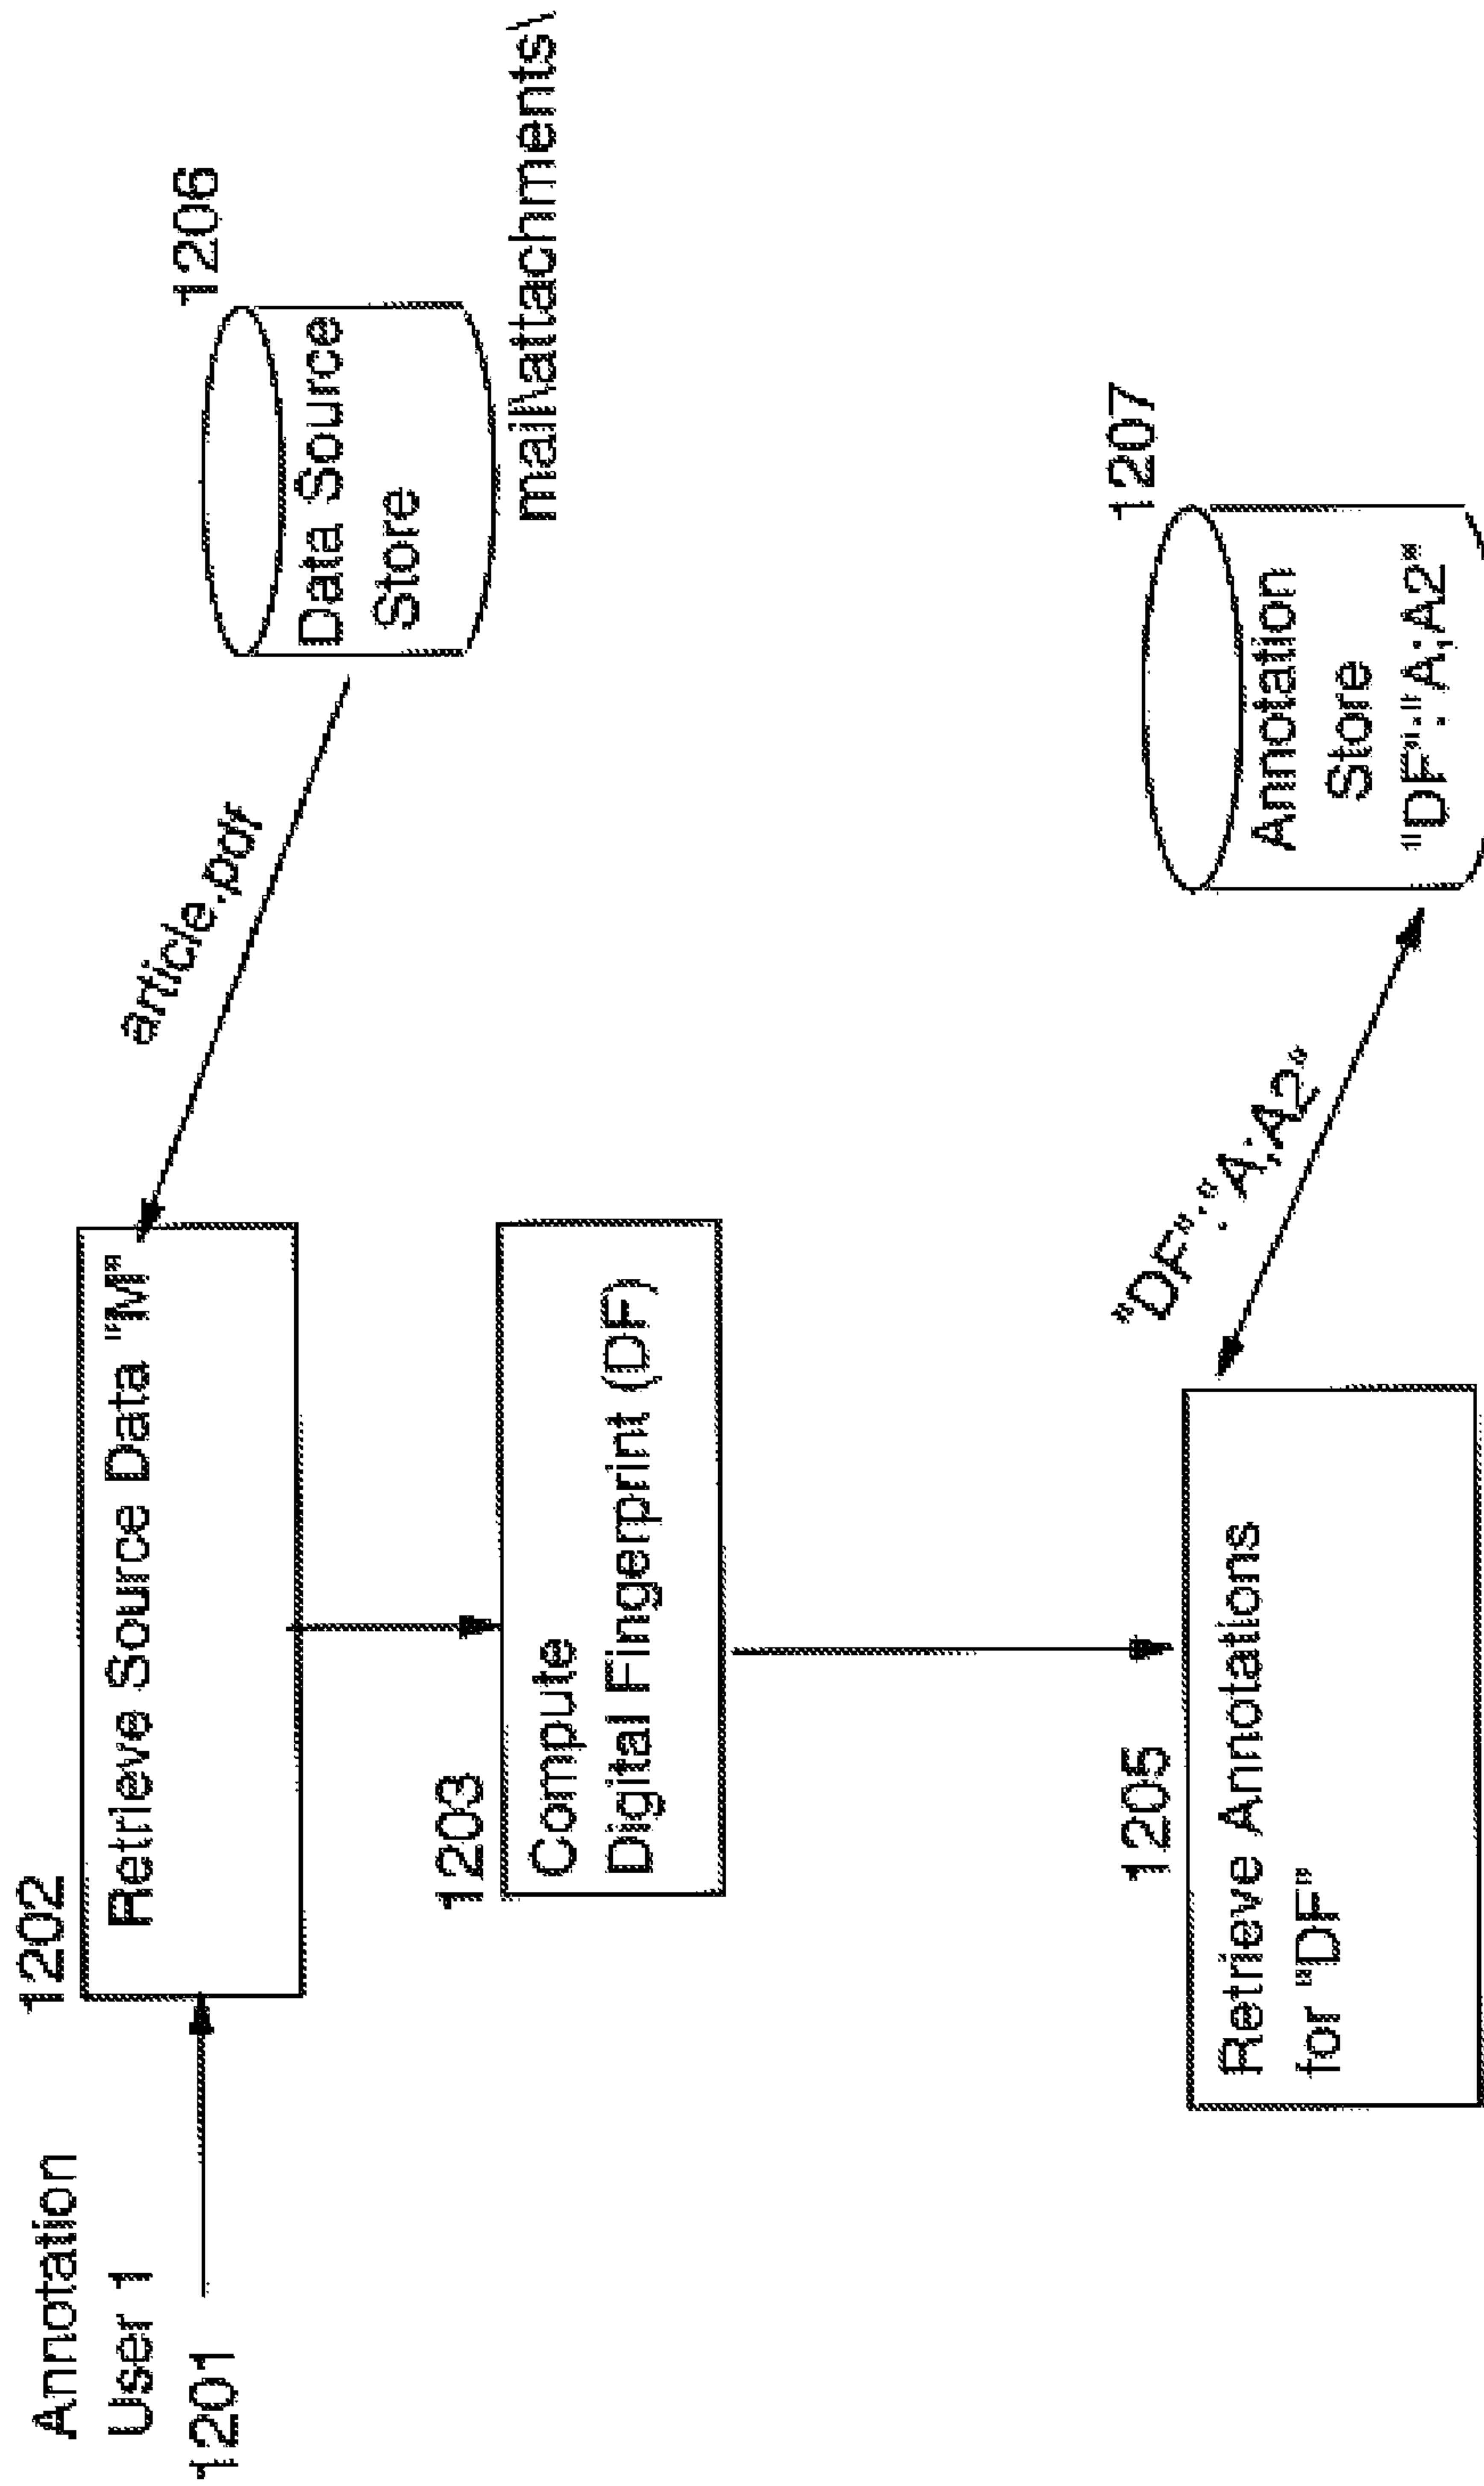 Annotation
User 1
1201
1202
Retrieve Source Data "M"
article.pdf
1206
Data Source
Store
mail\attachments\
1203
Compute
Digital Fingerprint (DF)
1205
Retrieve Annotations
for "DF"
"DF":"A;A2"
1207
Annotation
Store
"DF":"A;A2"